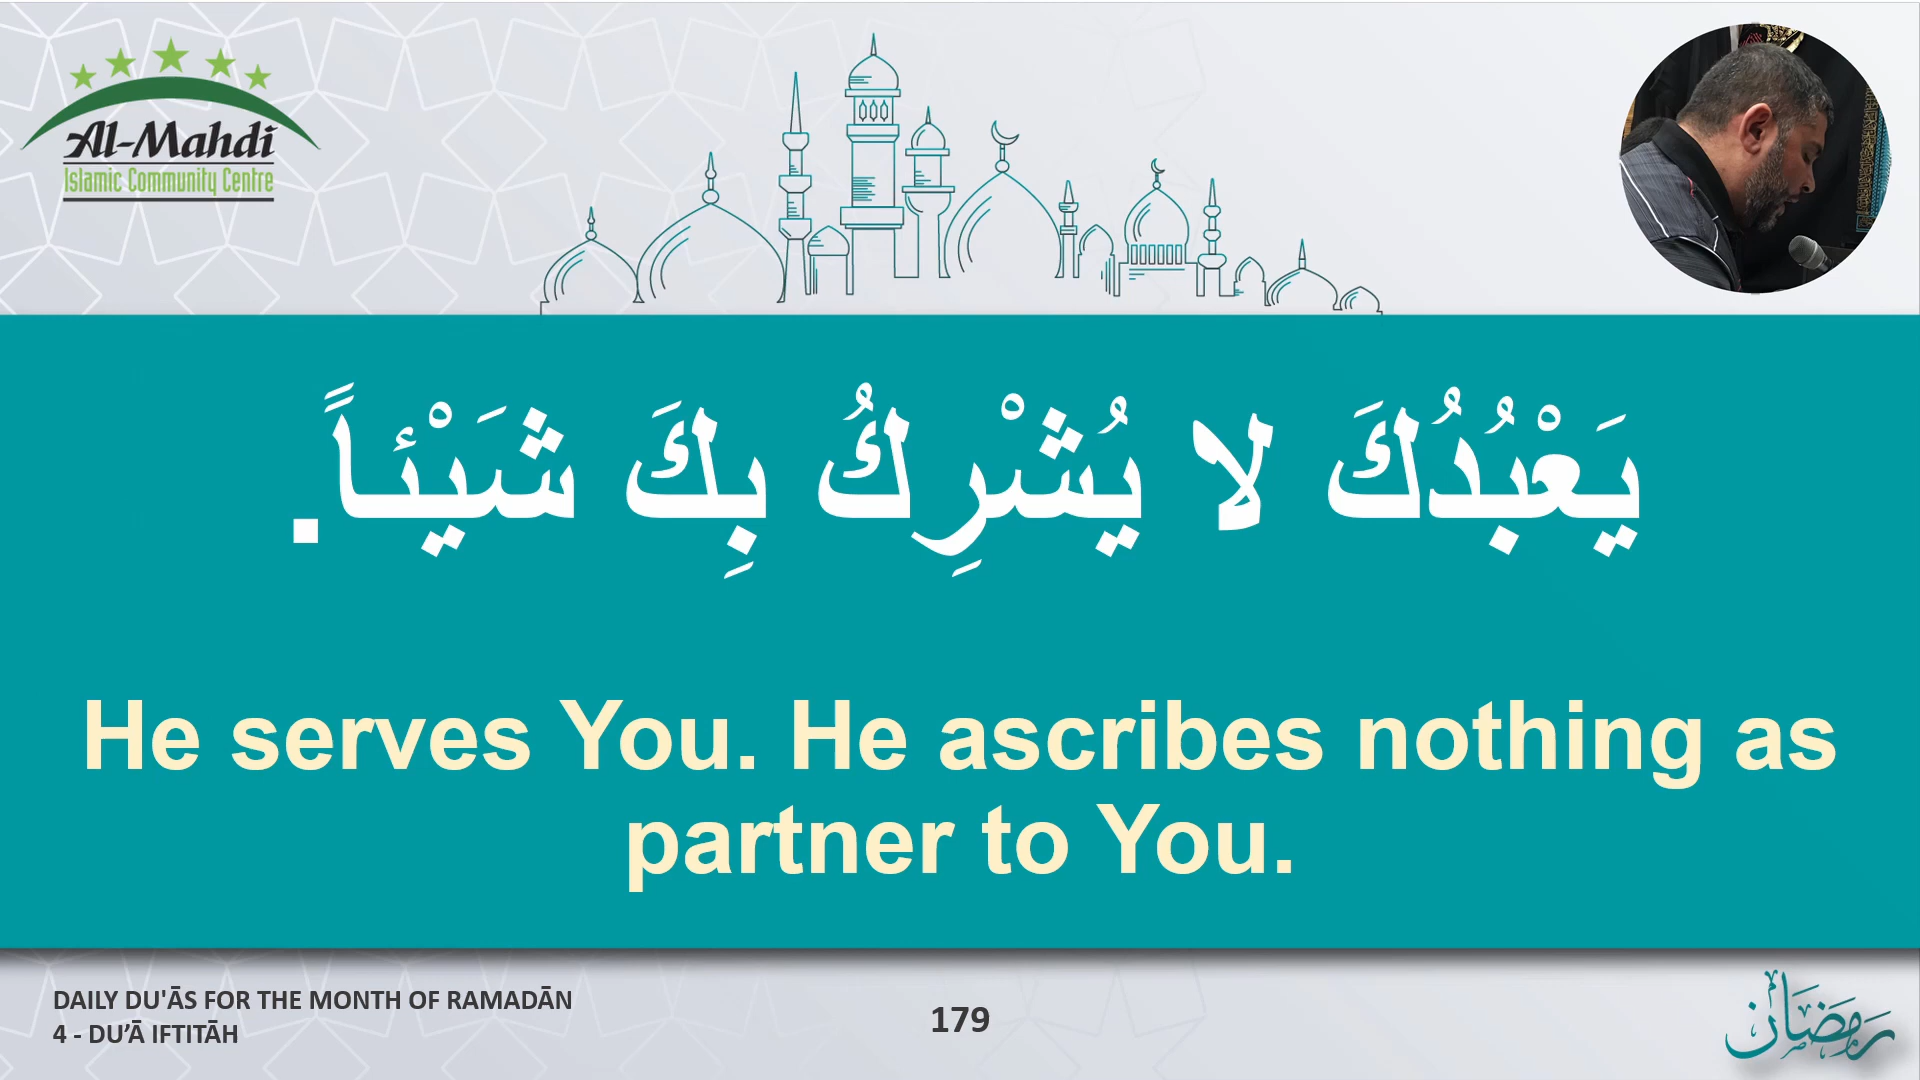 Al-Mahdi
Islamic Community Centre
يَعْبُدُكَ لا يُشْرِكُ بِكَ شَيْئاً.
He serves You. He ascribes nothing as
partner to You.
DAILY DU'ĀS FOR THE MONTH OF RAMADĀN
4 - DU’Ā IFTITĀH
179
رَمَضَان